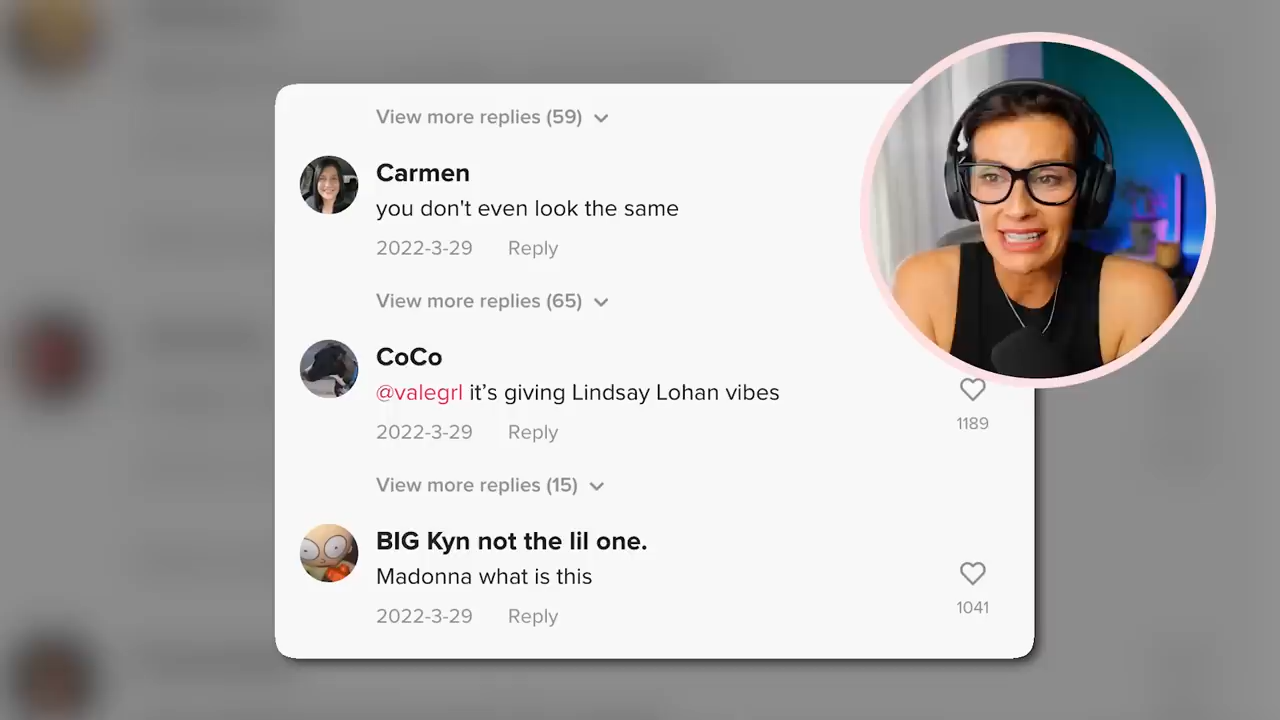 View more replies (59)
Carmen
you don't even look the same
2022-3-29 Reply
View more replies (65)
CoCo
@valegrl it’s giving Lindsay Lohan vibes
2022-3-29 Reply
1189
View more replies (15)
BIG Kyn not the lil one.
Madonna what is this
2022-3-29 Reply
1041